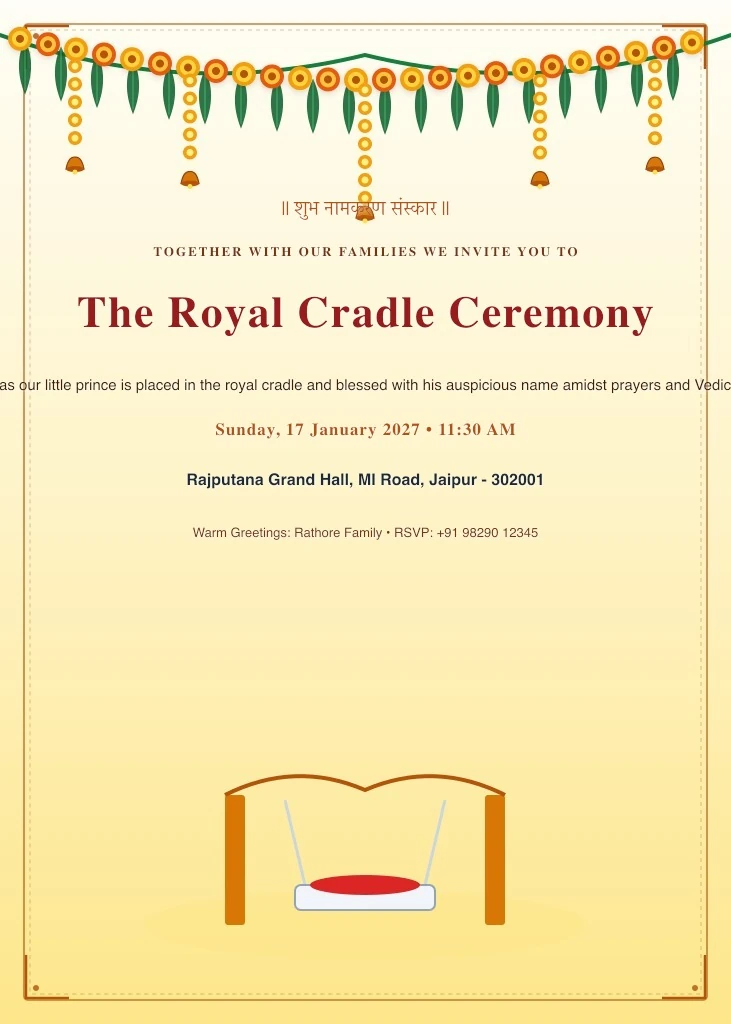 ॥ शुभ नामकरण संस्कार ॥
TOGETHER WITH OUR FAMILIES WE INVITE YOU TO
The Royal Cradle Ceremony
as our little prince is placed in the royal cradle and blessed with his auspicious name amidst prayers and Vedic
Sunday, 17 January 2027 • 11:30 AM
Rajputana Grand Hall, MI Road, Jaipur - 302001
Warm Greetings: Rathore Family • RSVP: +91 98290 12345